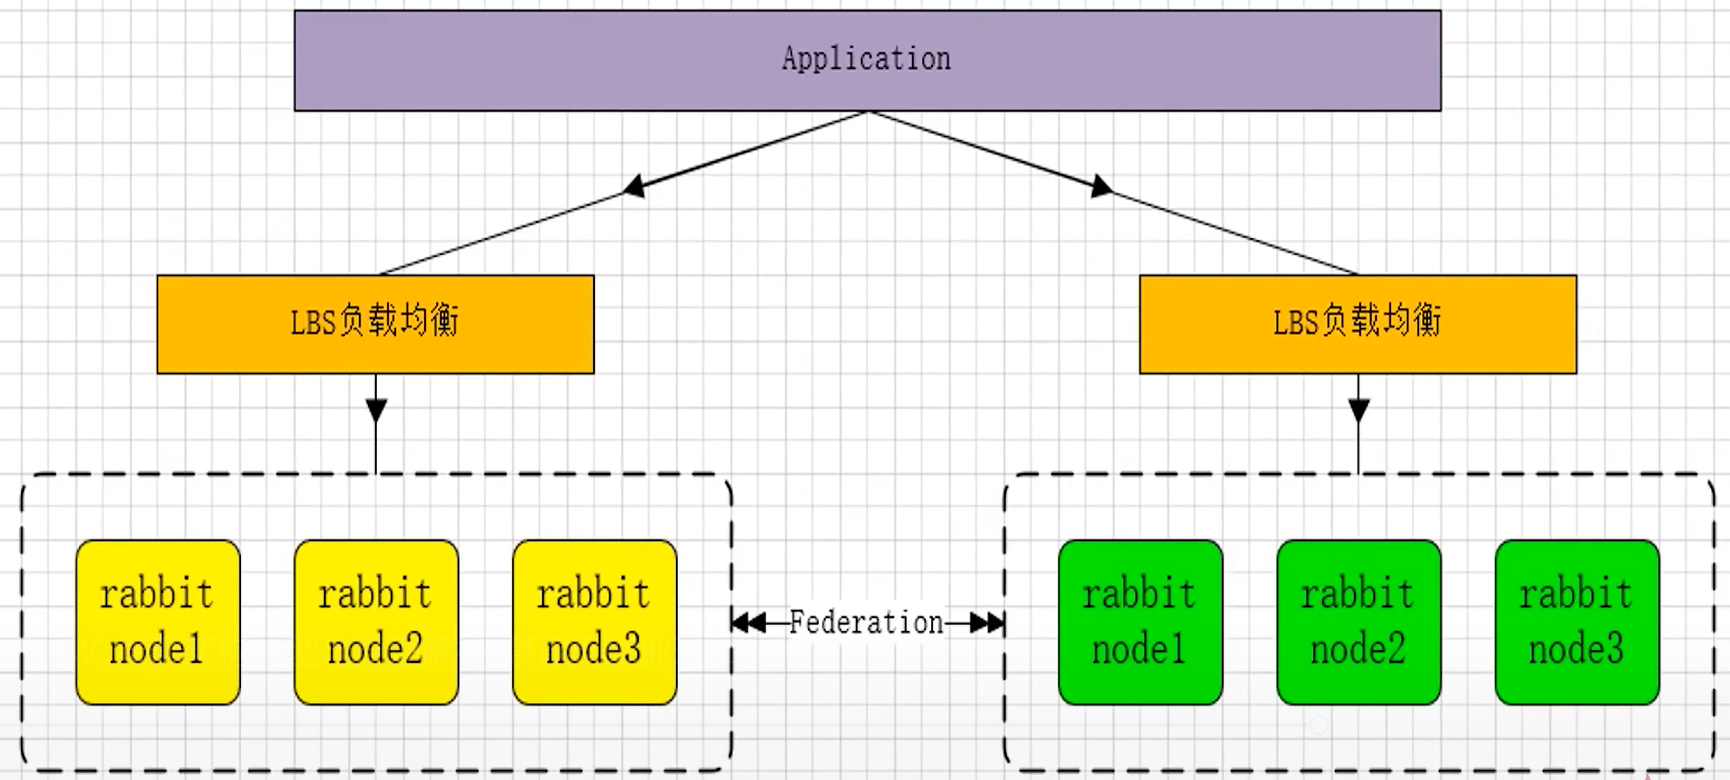 Application
LBS负载均衡
LBS负载均衡
rabbit
node1
rabbit
node2
rabbit
node3
Federation
rabbit
node1
rabbit
node2
rabbit
node3